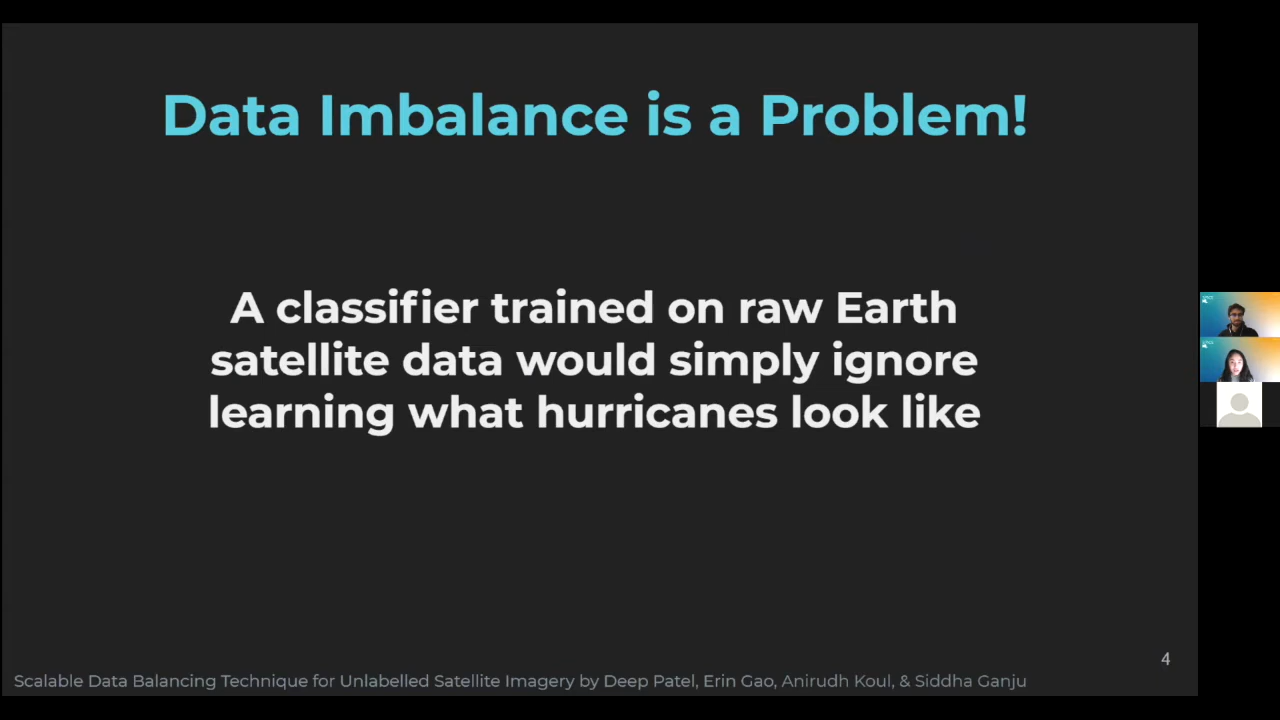 Data Imbalance is a Problem!
A classifier trained on raw Earth
satellite data would simply ignore
learning what hurricanes look like
4
Scalable Data Balancing Technique for Unlabelled Satellite Imagery by Deep Patel, Erin Gao, Anirudh Koul, & Siddha Ganju